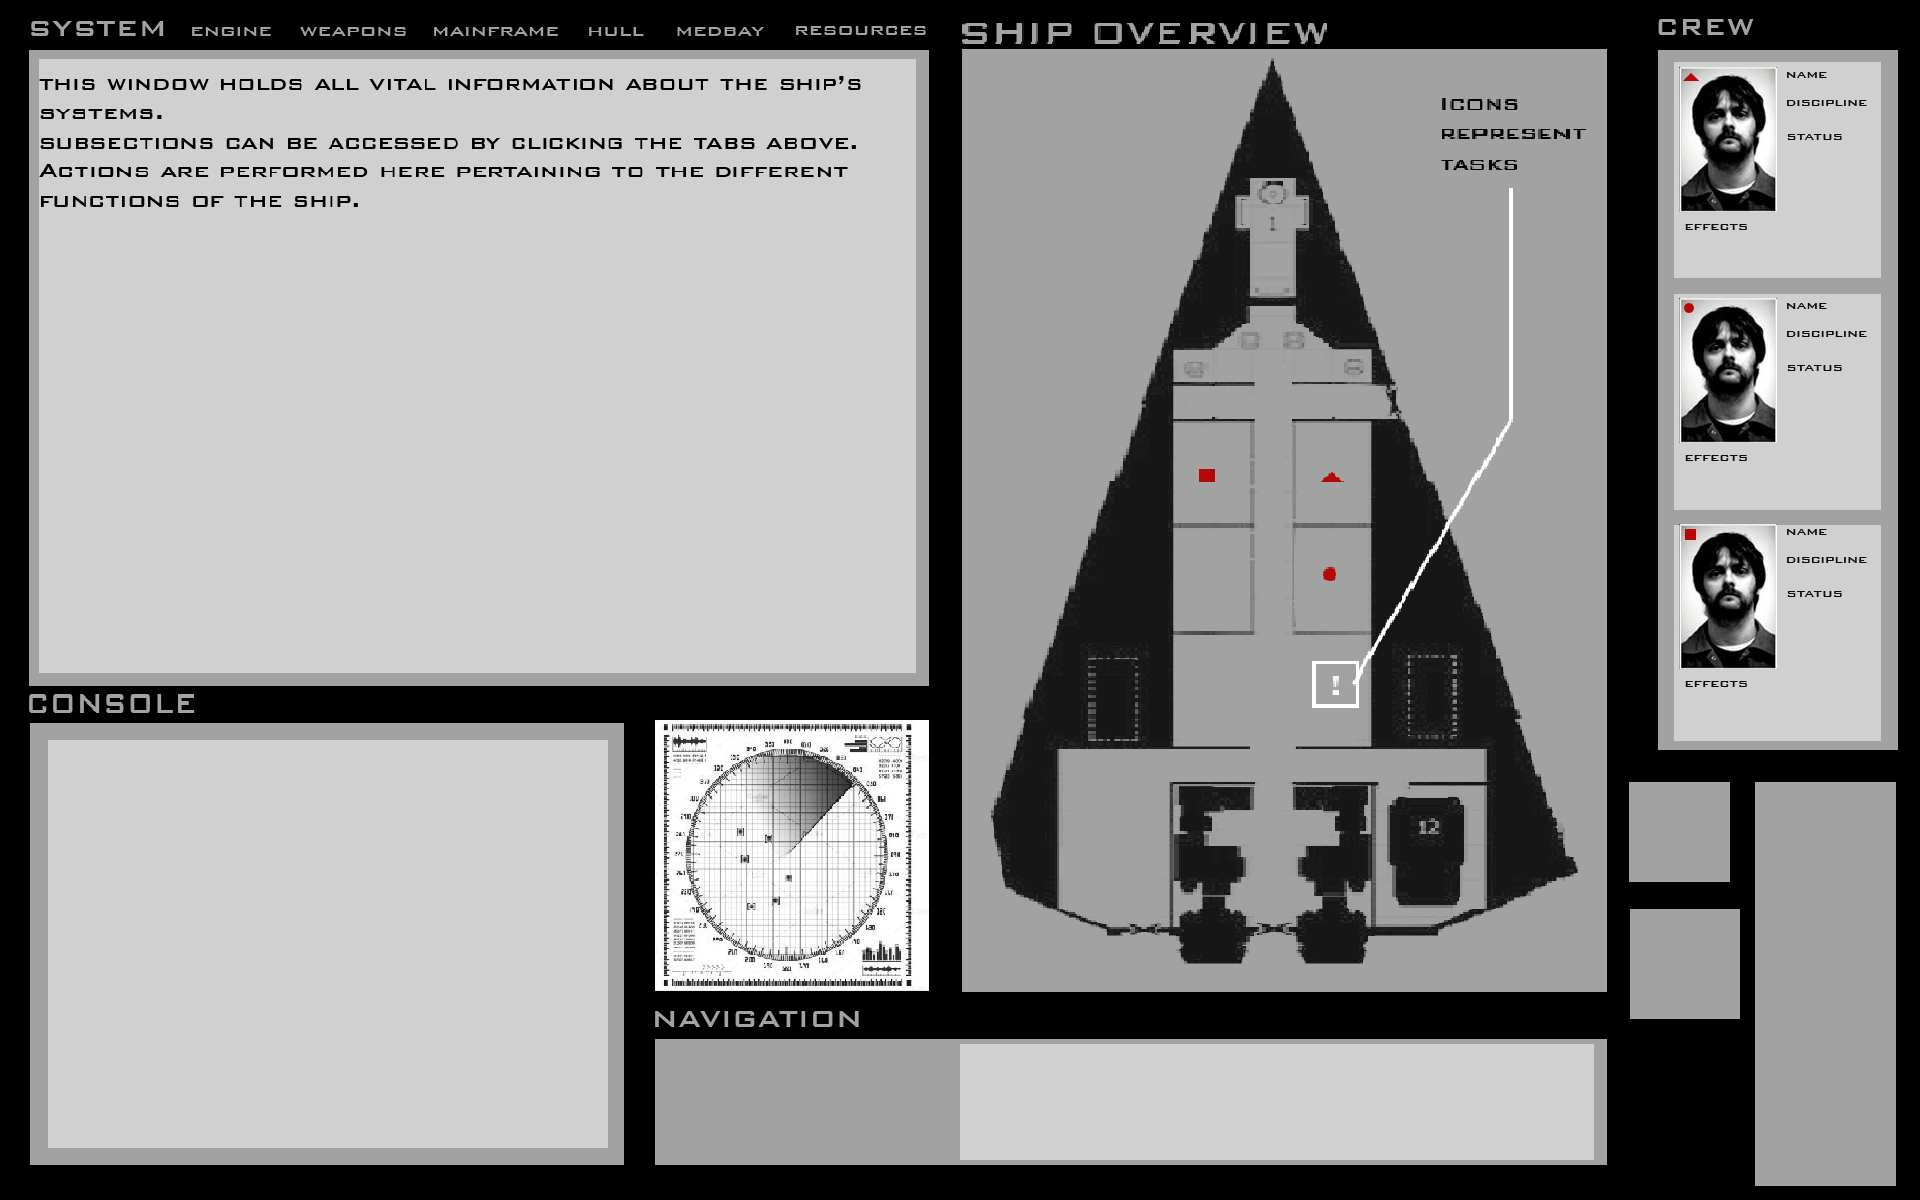 SYSTEM ENGINE WEAPONS MAINFRAME HULL MEDBAY RESOURCES
THIS WINDOW HOLDS ALL VITAL INFORMATION ABOUT THE SHIP'S
SYSTEMS.
SUBSECTIONS CAN BE ACCESSED BY CLICKING THE TABS ABOVE.
ACTIONS ARE PERFORMED HERE PERTAINING TO THE DIFFERENT
FUNCTIONS OF THE SHIP.
SHIP OVERVIEW
ICONS
REPRESENT
TASKS
1
!
12
CREW
NAME
DISCIPLINE
STATUS
EFFECTS
NAME
DISCIPLINE
STATUS
EFFECTS
NAME
DISCIPLINE
STATUS
EFFECTS
CONSOLE
NAVIGATION